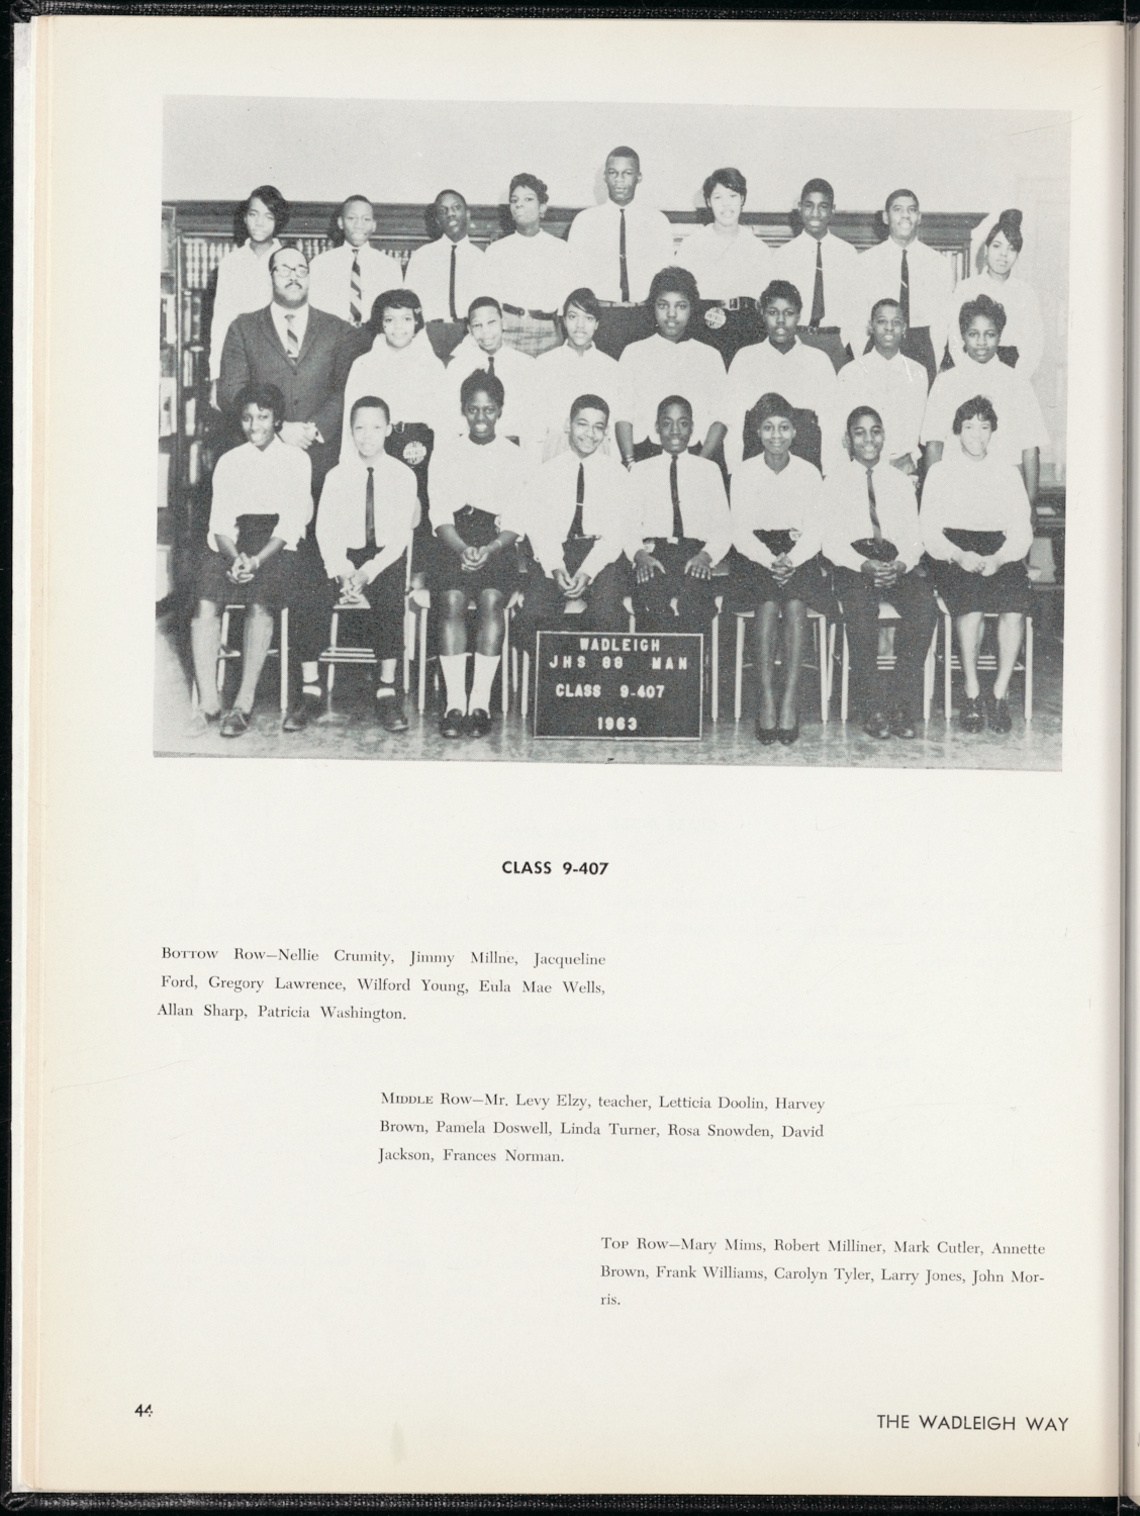 WADLEIGH
JHS 88 MAN
CLASS 9-407
1963
CLASS 9-407
Bottow Row—Nellie Crumity, Jimmy Millne, Jacqueline
Ford, Gregory Lawrence, Wilford Young, Eula Mae Wells,
Allan Sharp, Patricia Washington.
Middle Row—Mr. Levy Elzy, teacher, Letticia Doolin, Harvey
Brown, Pamela Doswell, Linda Turner, Rosa Snowden, David
Jackson, Frances Norman.
Top Row—Mary Mims, Robert Milliner, Mark Cutler, Annette
Brown, Frank Williams, Carolyn Tyler, Larry Jones, John Mor-
ris.
44
THE WADLEIGH WAY